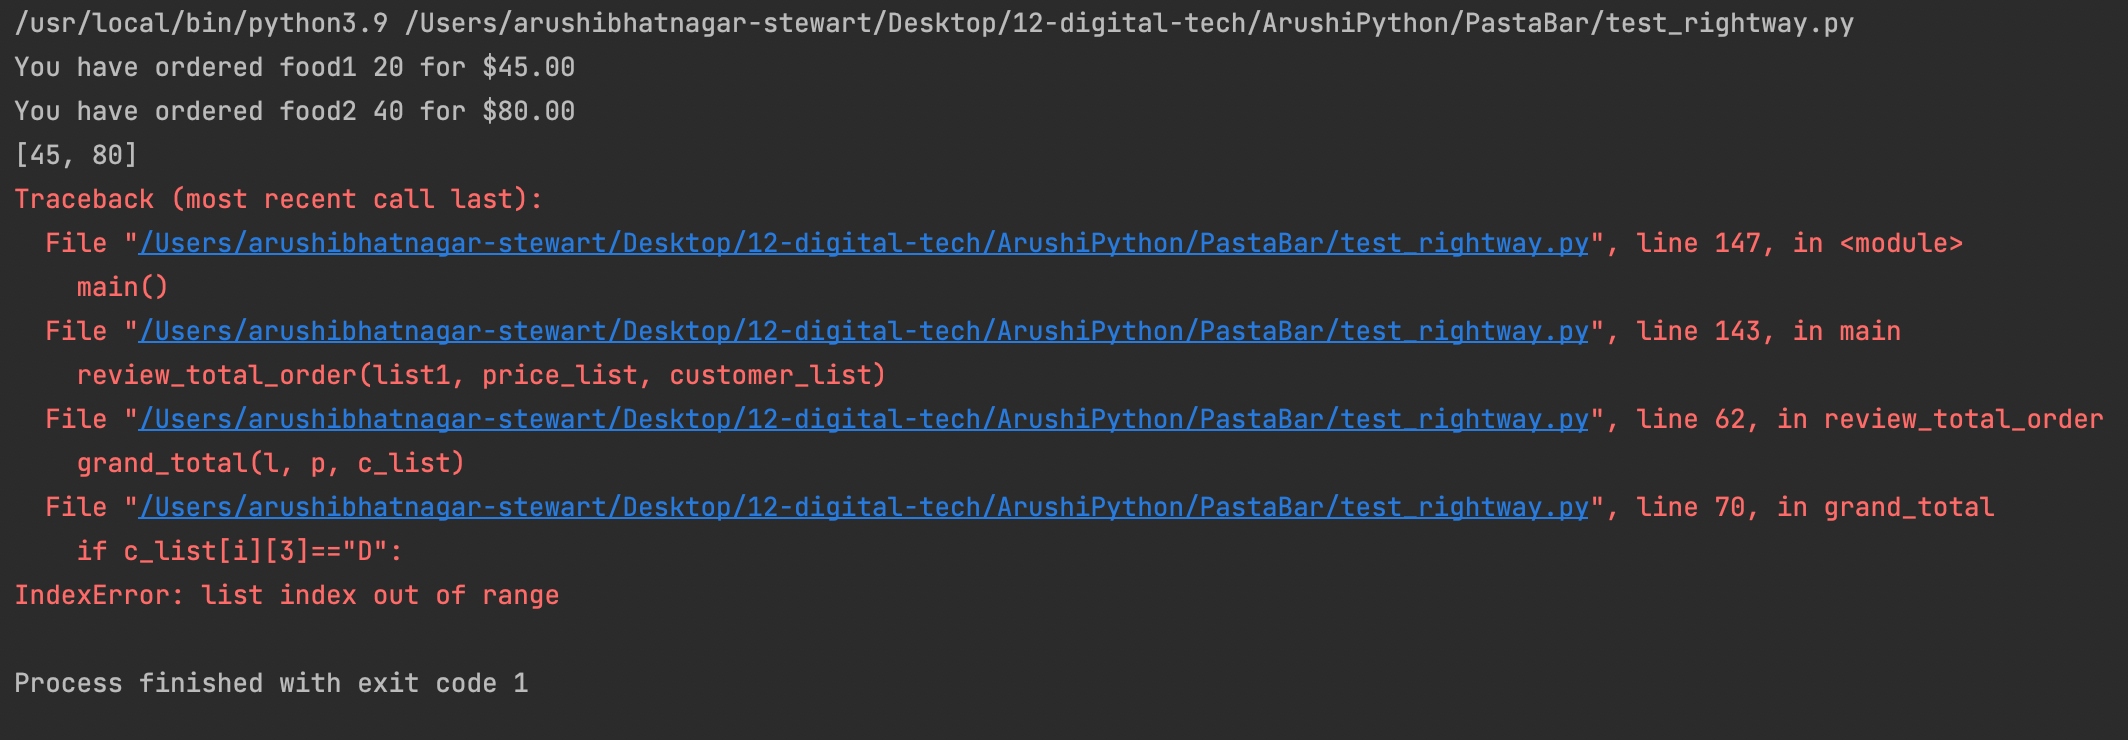 /usr/local/bin/python3.9 /Users/arushibhatnagar-stewart/Desktop/12-digital-tech/ArushiPython/PastaBar/test_rightway.py
You have ordered food1 20 for $45.00
You have ordered food2 40 for $80.00
[45, 80]
Traceback (most recent call last):
  File "/Users/arushibhatnagar-stewart/Desktop/12-digital-tech/ArushiPython/PastaBar/test_rightway.py", line 147, in <module>
    main()
  File "/Users/arushibhatnagar-stewart/Desktop/12-digital-tech/ArushiPython/PastaBar/test_rightway.py", line 143, in main
    review_total_order(list1, price_list, customer_list)
  File "/Users/arushibhatnagar-stewart/Desktop/12-digital-tech/ArushiPython/PastaBar/test_rightway.py", line 62, in review_total_order
    grand_total(l, p, c_list)
  File "/Users/arushibhatnagar-stewart/Desktop/12-digital-tech/ArushiPython/PastaBar/test_rightway.py", line 70, in grand_total
    if c_list[i][3]=="D":
IndexError: list index out of range
Process finished with exit code 1